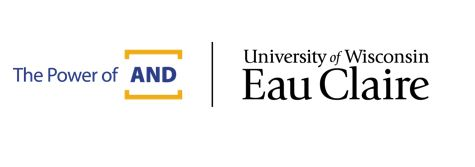 The Power of AND
University of Wisconsin
Eau Claire